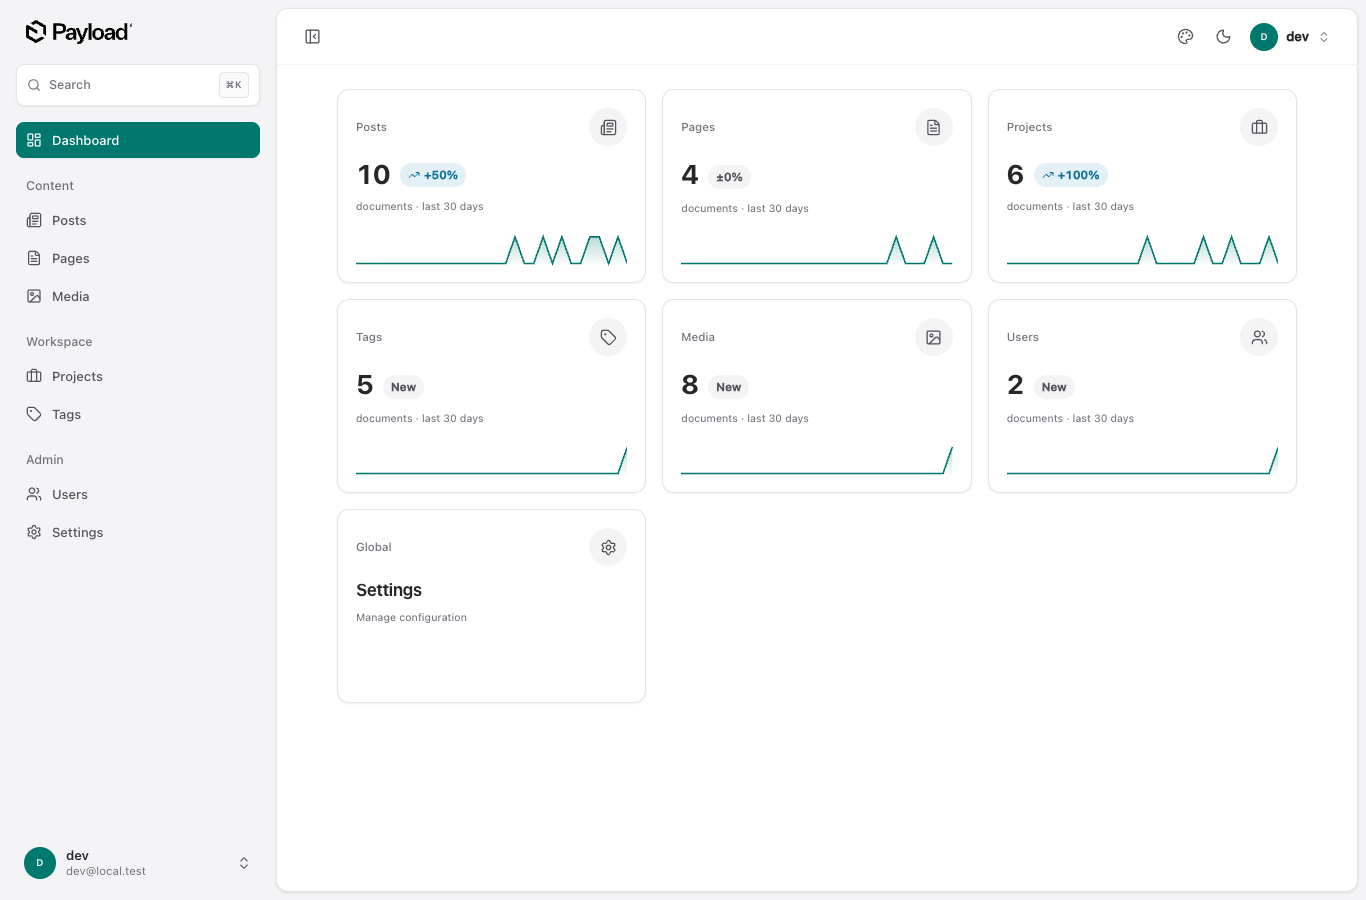 Payload
Search
⌘K
Dashboard
Content
Posts
Pages
Media
Workspace
Projects
Tags
Admin
Users
Settings
D
dev
dev@local.test
D
dev
Posts
10
+50%
documents · last 30 days
Pages
4
±0%
documents · last 30 days
Projects
6
+100%
documents · last 30 days
Tags
5
New
documents · last 30 days
Media
8
New
documents · last 30 days
Users
2
New
documents · last 30 days
Global
Settings
Manage configuration